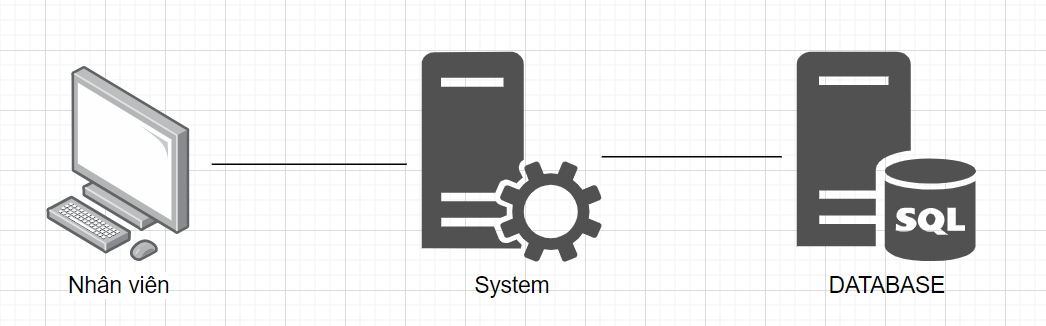 SQL
Nhân viên
System
DATABASE